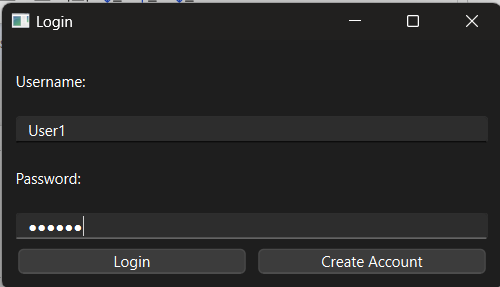 Login
Username:
User1
Password:
●●●●●●
Login Create Account